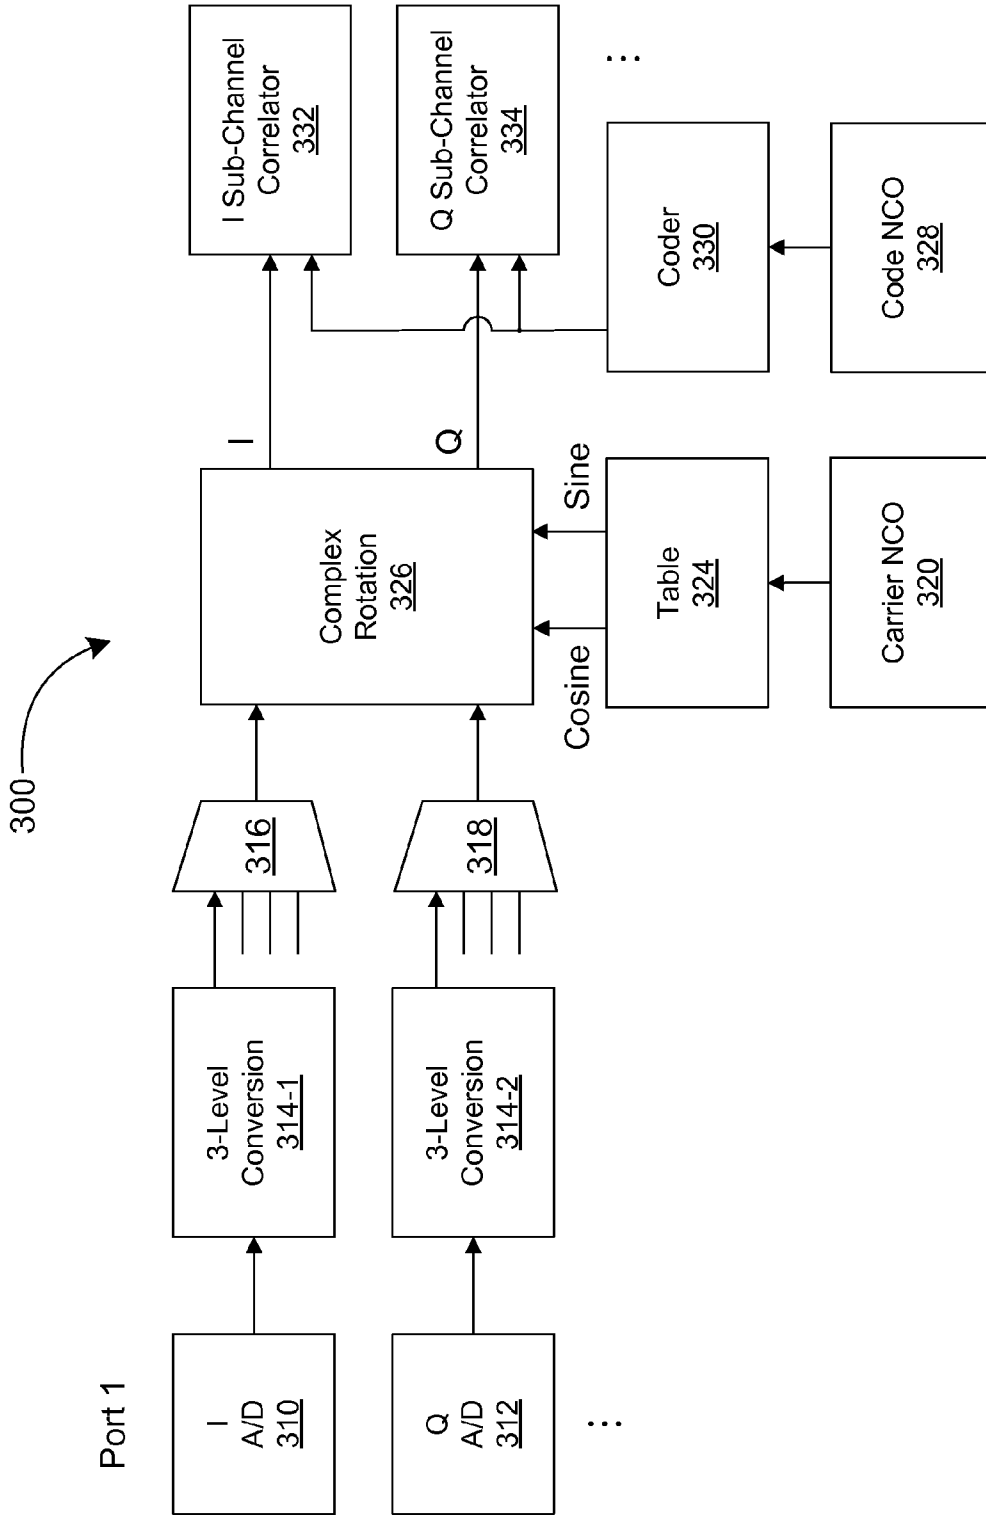 300
Port 1
I
A/D
310
3-Level
Conversion
314-1
316
Complex
Rotation
326
I
I Sub-Channel
Correlator
332
Q
A/D
312
3-Level
Conversion
314-2
318
Q
Q Sub-Channel
Correlator
334
...
...
Cosine
Sine
Table
324
Coder
330
Carrier NCO
320
Code NCO
328